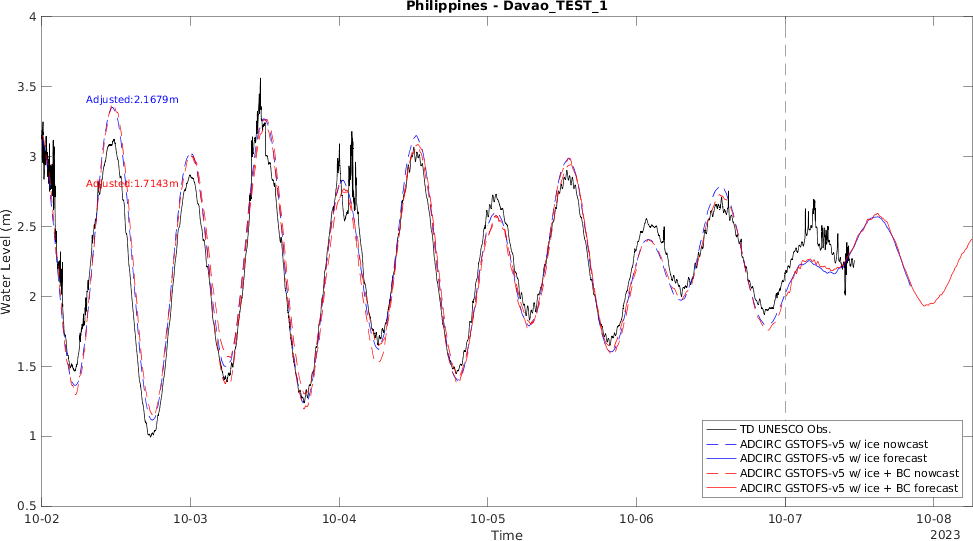 Philippines - Davao_TEST_1
4
3.5
3
2.5
2
1.5
1
0.5
Water Level (m)
Adjusted:2.1679m
Adjusted:1.7143m
TD UNESCO Obs.
ADCIRC GSTOFS-v5 w/ ice nowcast
ADCIRC GSTOFS-v5 w/ ice forecast
ADCIRC GSTOFS-v5 w/ ice + BC nowcast
ADCIRC GSTOFS-v5 w/ ice + BC forecast
10-02 10-03 10-04 10-05 10-06 10-07 10-08
Time
2023